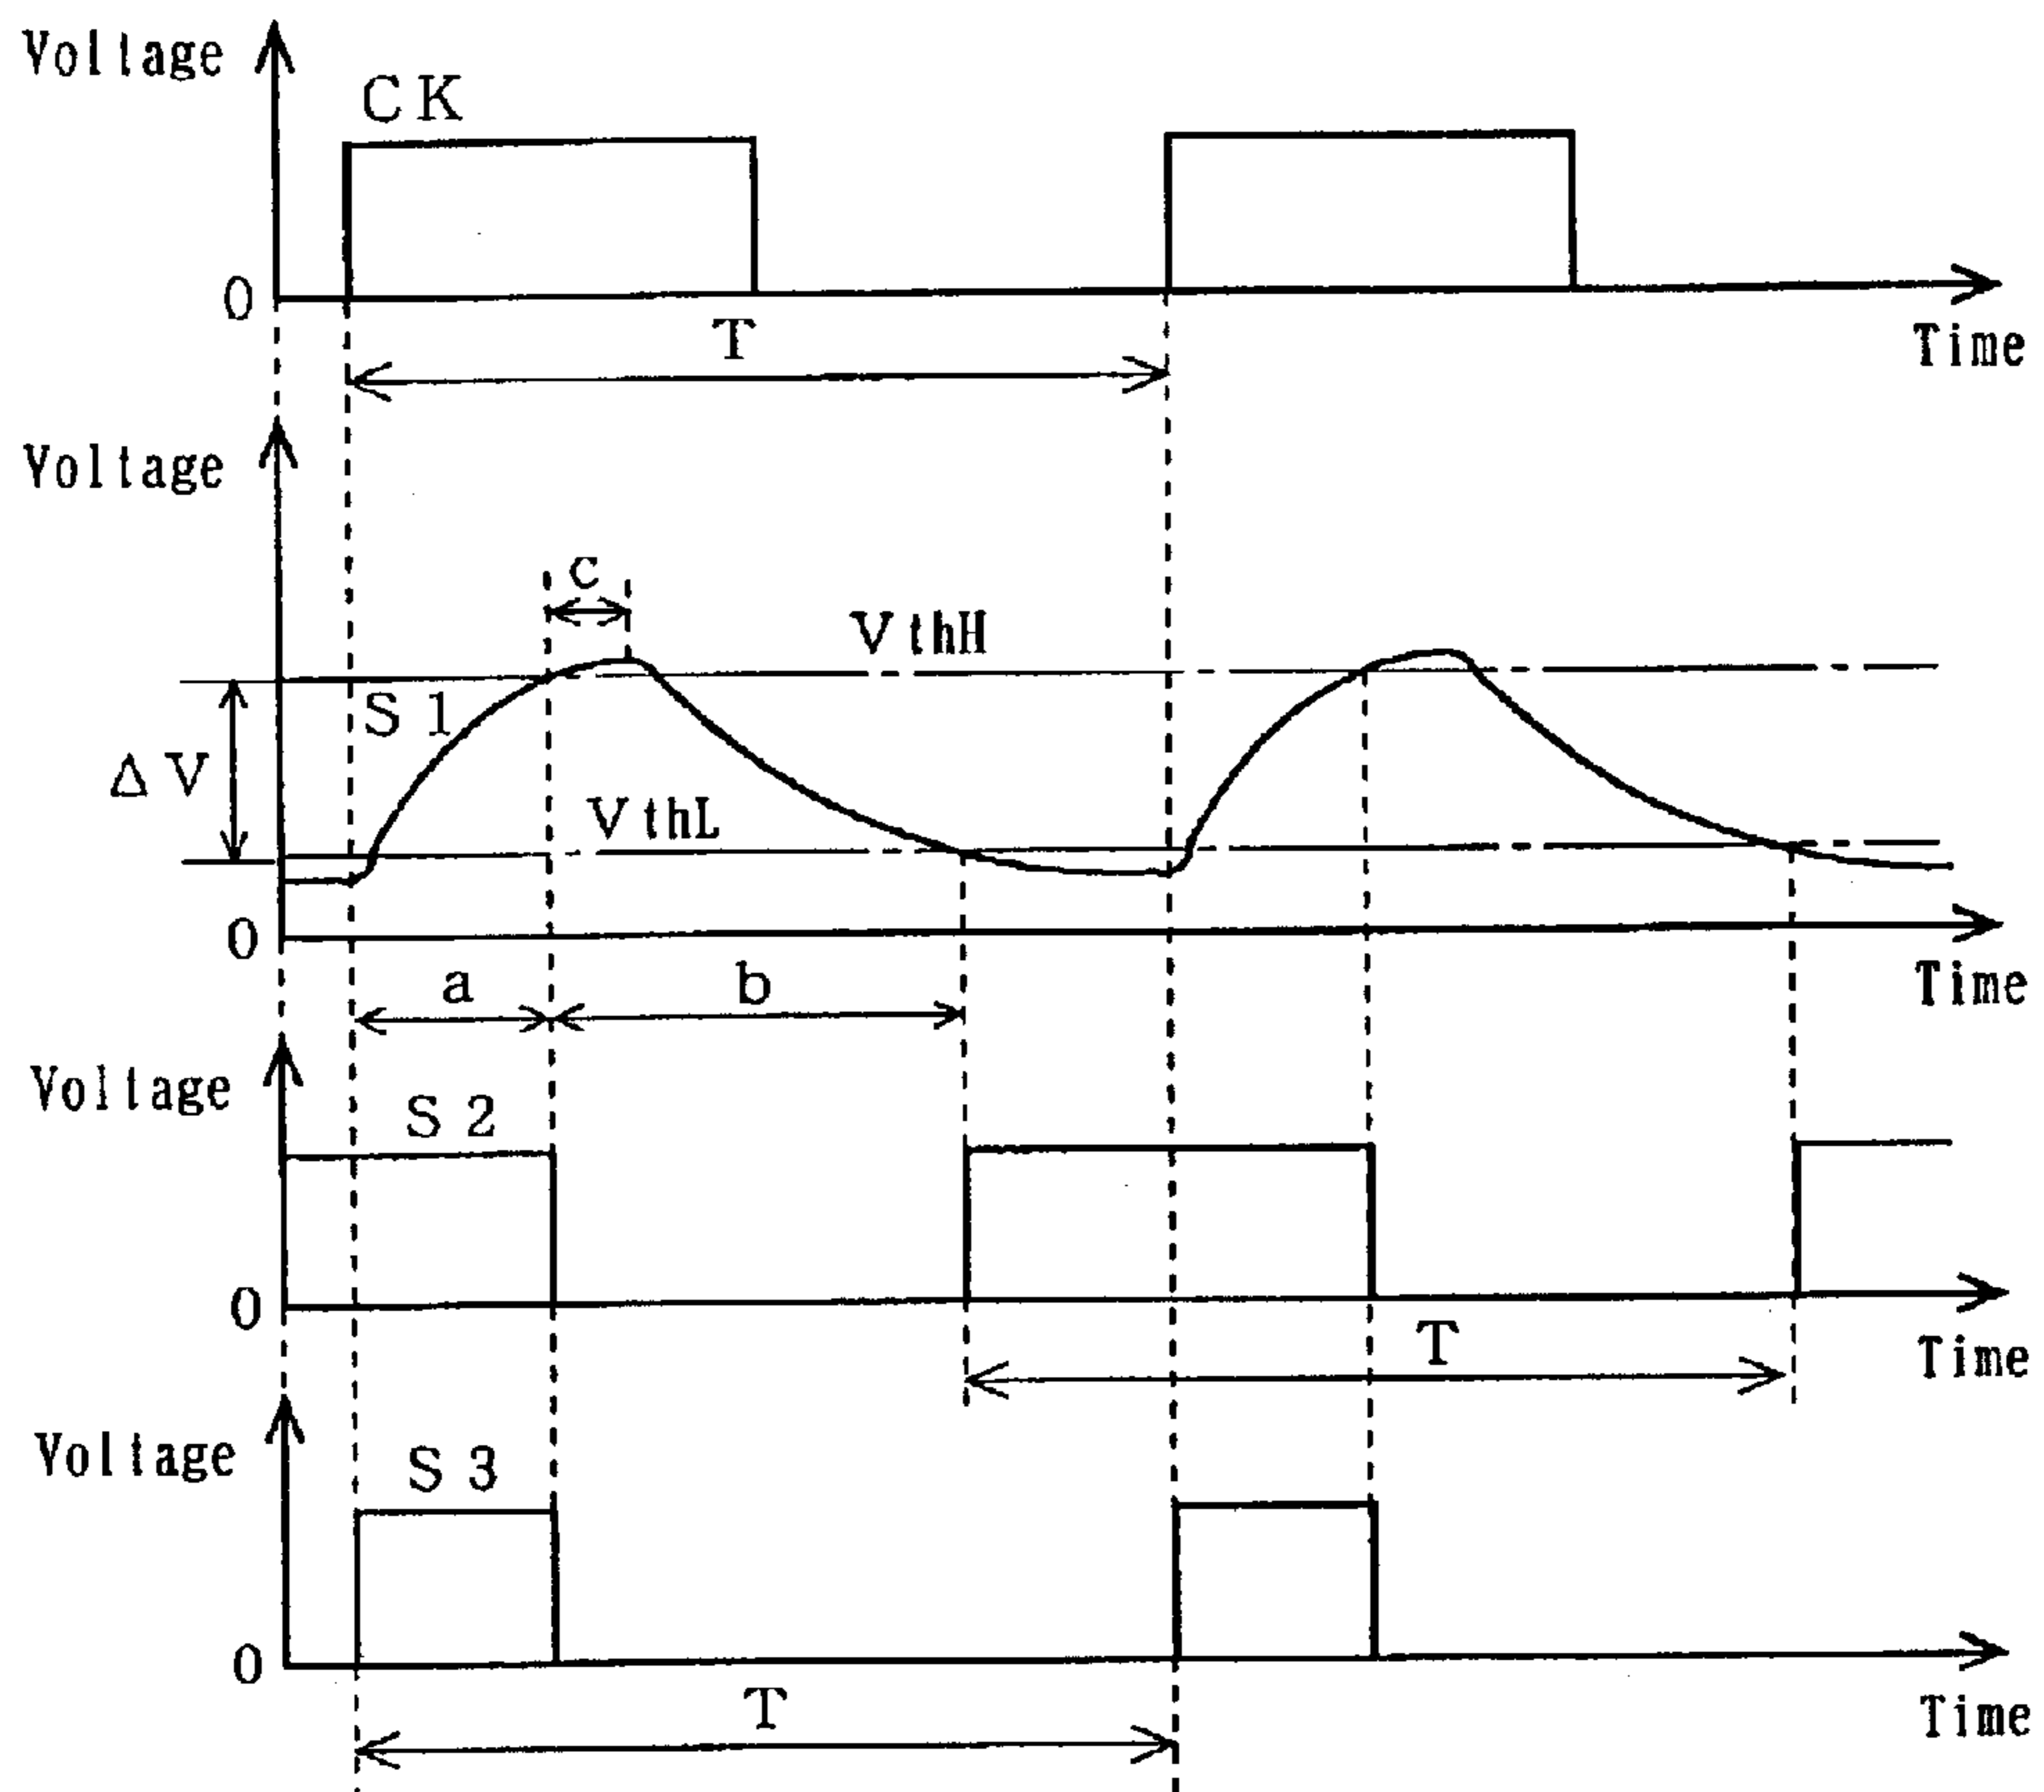 Voltage
CK
0
T
Time
Voltage
c
VthH
S1
ΔV
VthL
0
Time
a
b
Voltage
S2
0
T
Time
Voltage
S3
0
T
Time